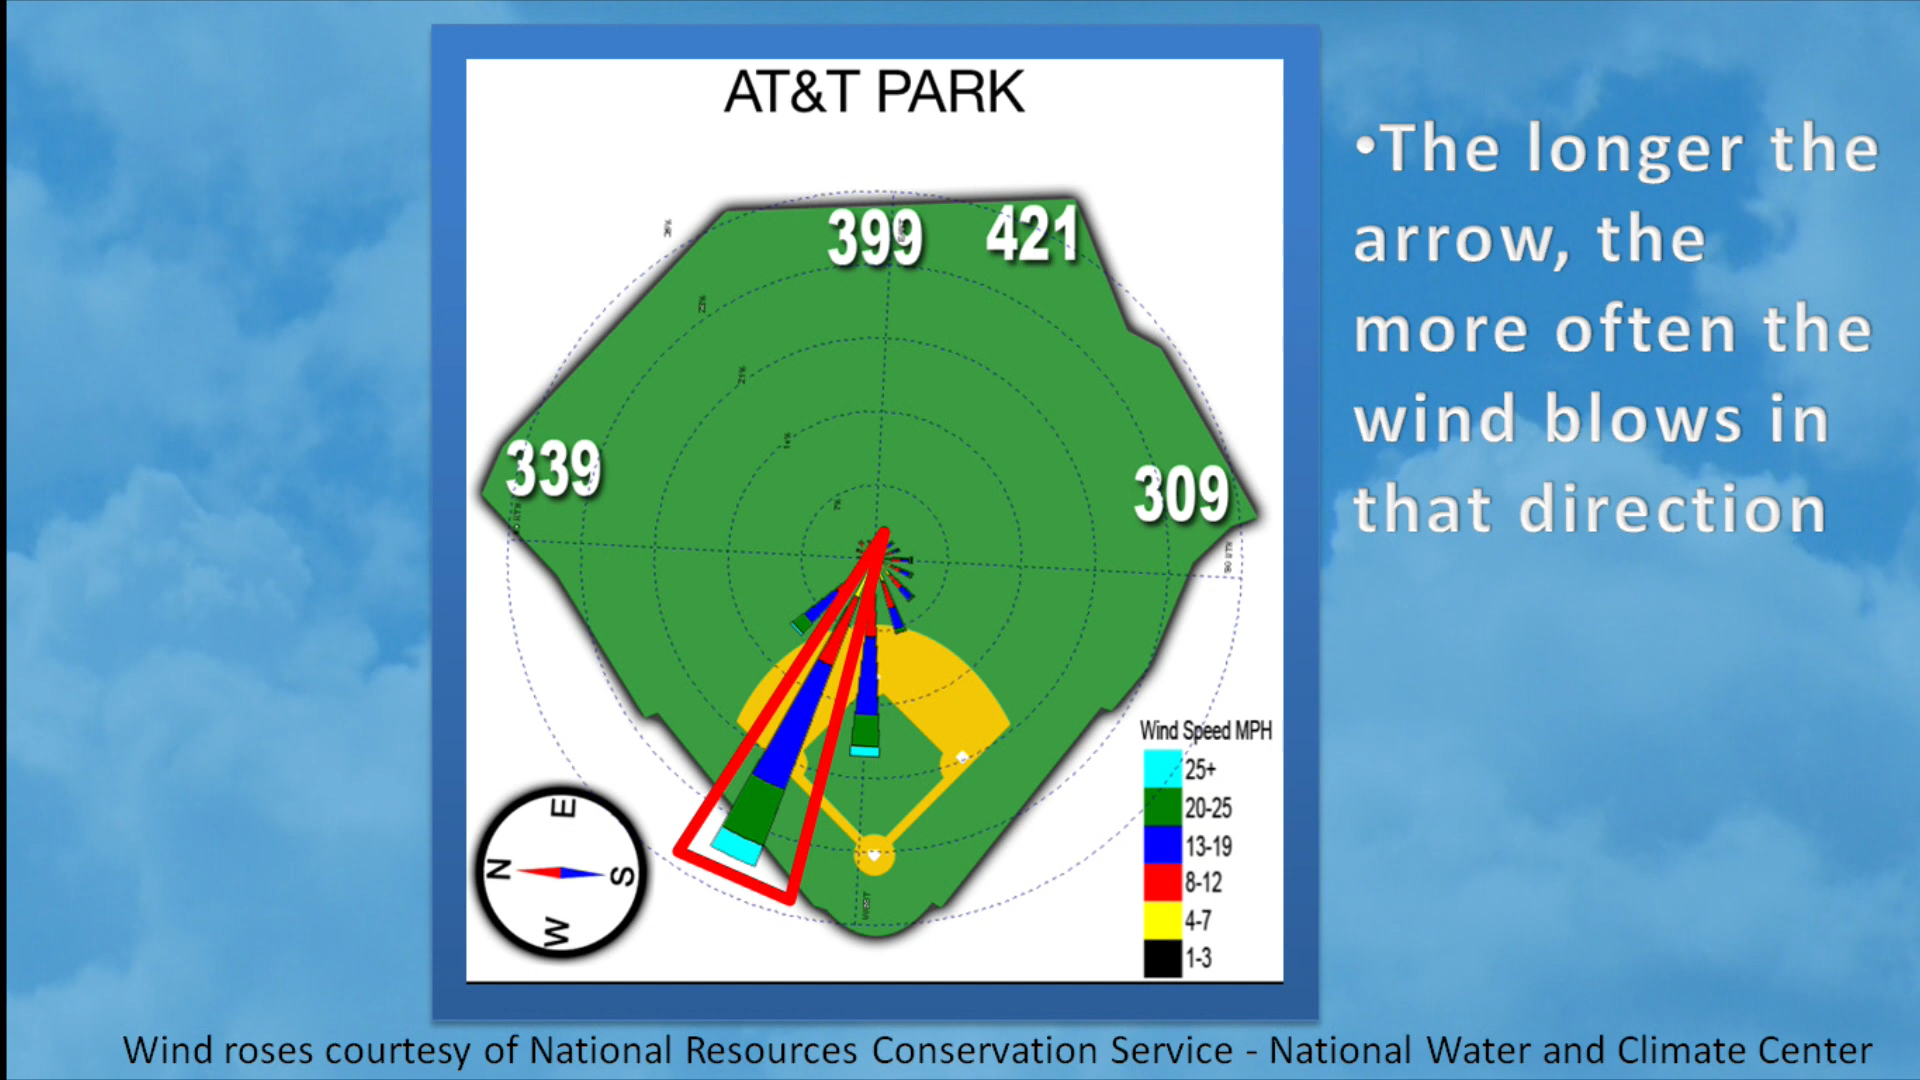 AT&T PARK
•The longer the
arrow, the
more often the
wind blows in
that direction
399
421
339
309
WEST
Wind Speed MPH
25+
20-25
13-19
8-12
4-7
1-3
E
N
S
W
Wind roses courtesy of National Resources Conservation Service - National Water and Climate Center